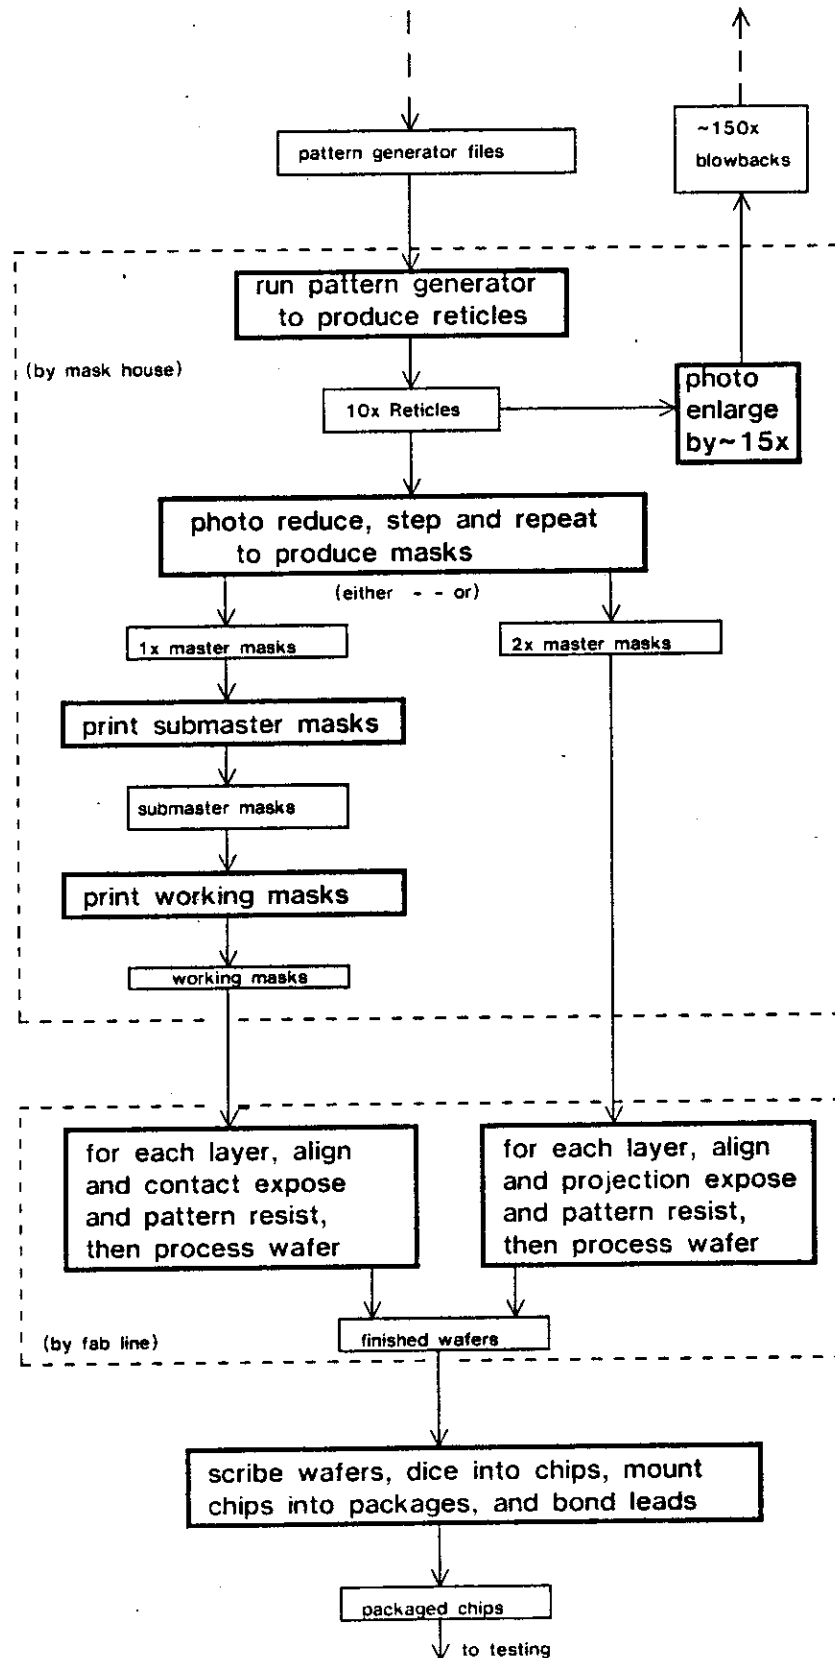 pattern generator files
~150x
blowbacks
run pattern generator
to produce reticles
(by mask house)
10x Reticles
photo
enlarge
by~15x
photo reduce, step and repeat
to produce masks
(either - - or)
1x master masks
2x master masks
print submaster masks
submaster masks
print working masks
working masks
for each layer, align
and contact expose
and pattern resist,
then process wafer
for each layer, align
and projection expose
and pattern resist,
then process wafer
(by fab line)
finished wafers
scribe wafers, dice into chips, mount
chips into packages, and bond leads
packaged chips
to testing